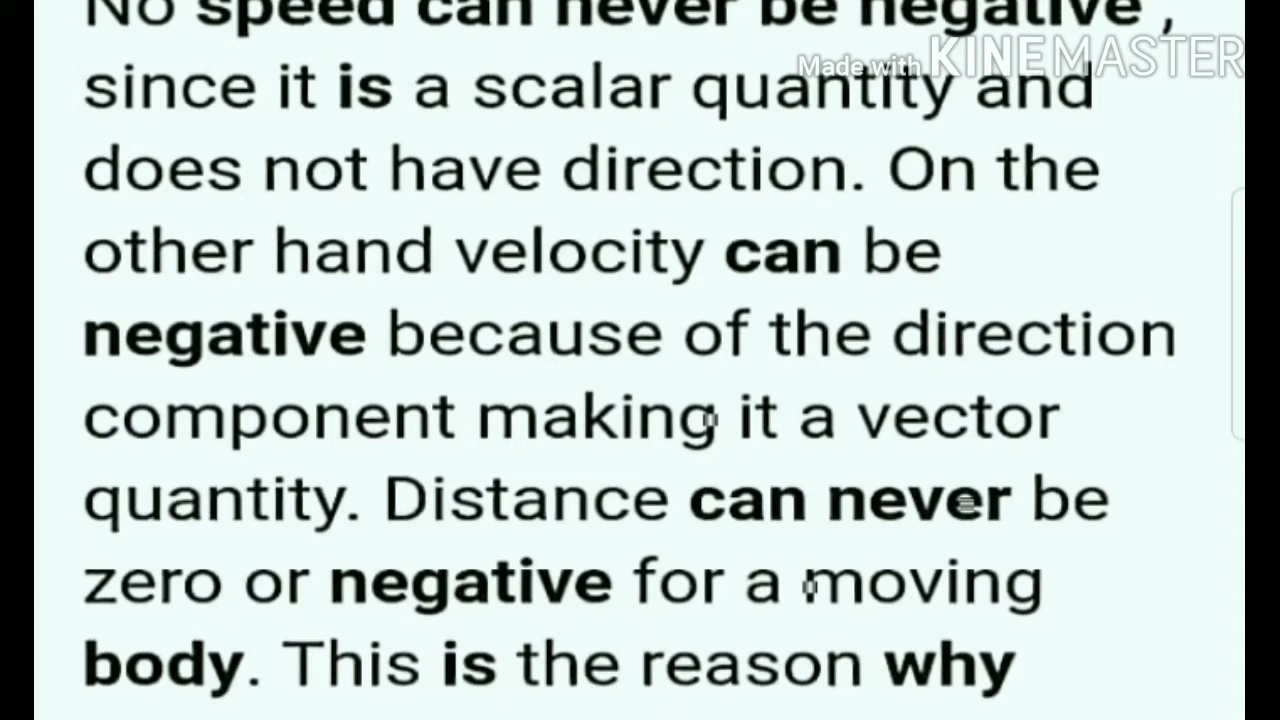 No speed can never be negative ,
Made with KINEMASTER
since it is a scalar quantity and
does not have direction. On the
other hand velocity can be
negative because of the direction
component making it a vector
quantity. Distance can never be
zero or negative for a moving
body. This is the reason why